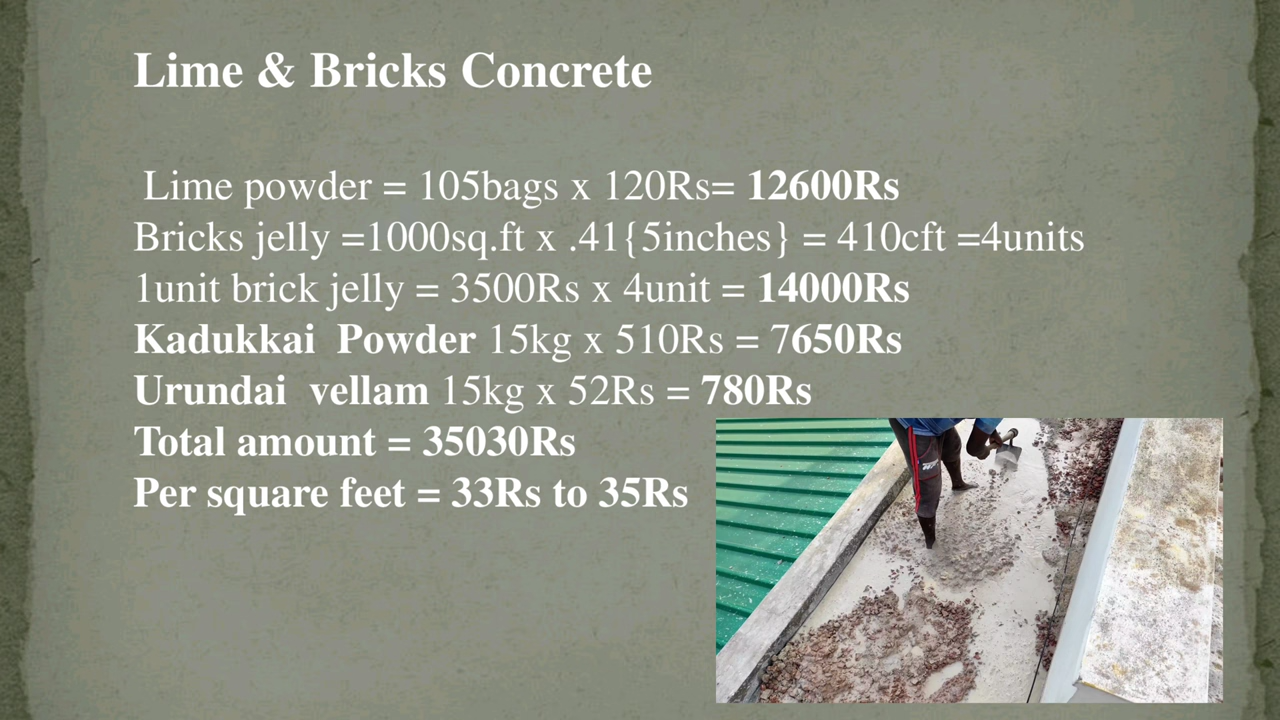 Lime & Bricks Concrete
Lime powder = 105bags x 120Rs= 12600Rs
Bricks jelly =1000sq.ft x .41{5inches} = 410cft =4units
1unit brick jelly = 3500Rs x 4unit = 14000Rs
Kadukkai Powder 15kg x 510Rs = 7650Rs
Urundai vellam 15kg x 52Rs = 780Rs
Total amount = 35030Rs
Per square feet = 33Rs to 35Rs